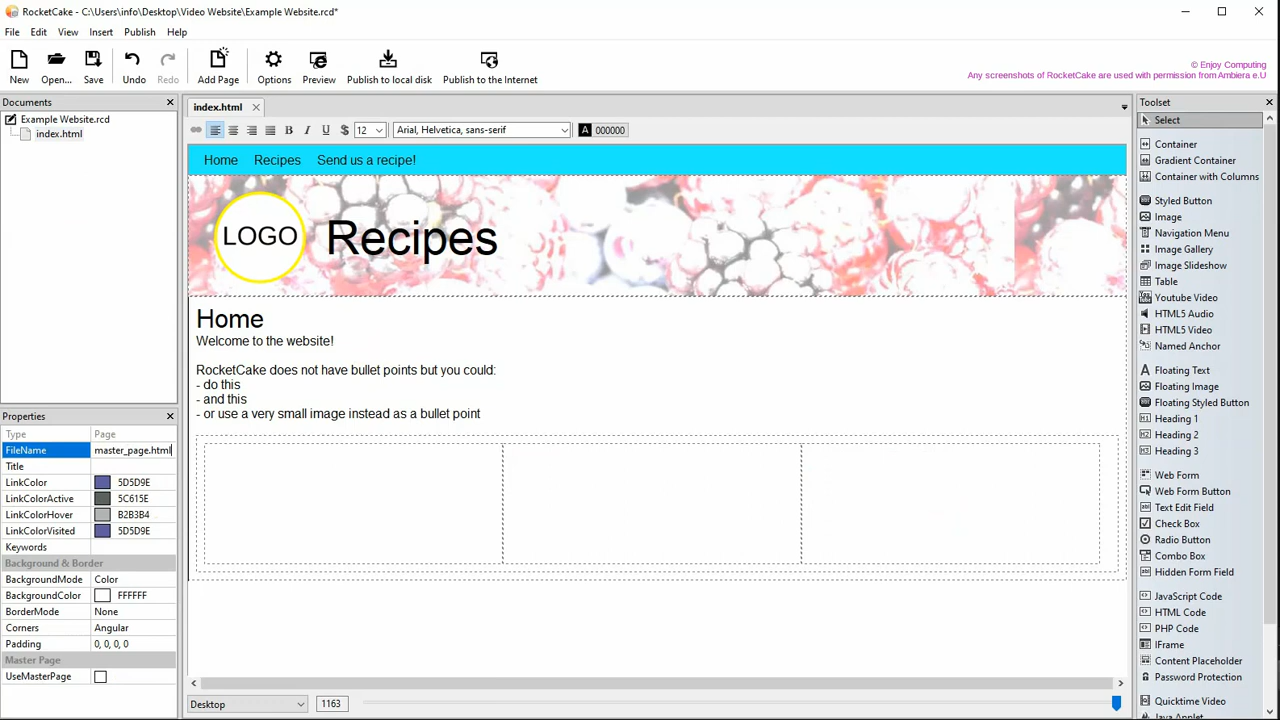 RocketCake - C:\Users\info\Desktop\Video Website\Example Website.rcd*
File Edit View Insert Publish Help
New Open... Save Undo Redo Add Page Options Preview Publish to local disk Publish to the Internet
© Enjoy Computing
Any screenshots of RocketCake are used with permission from Ambiera e.U
Documents
Example Website.rcd
index.html
Properties
Type Page
FileName master_page.html
Title
LinkColor 5D5D9E
LinkColorActive 5C615E
LinkColorHover B2B3B4
LinkColorVisited 5D5D9E
Keywords
Background & Border
BackgroundMode Color
BackgroundColor FFFFFF
BorderMode None
Corners Angular
Padding 0, 0, 0, 0
Master Page
UseMasterPage
index.html
B I U $ 12 Arial, Helvetica, sans-serif A 000000
Home Recipes Send us a recipe!
LOGO Recipes
Home
Welcome to the website!
RocketCake does not have bullet points but you could:
- do this
- and this
- or use a very small image instead as a bullet point
Desktop 1163
Toolset
Select
Container
Gradient Container
Container with Columns
Styled Button
Image
Navigation Menu
Image Gallery
Image Slideshow
Table
Youtube Video
HTML5 Audio
HTML5 Video
Named Anchor
Floating Text
Floating Image
Floating Styled Button
H1 Heading 1
H2 Heading 2
H3 Heading 3
Web Form
Web Form Button
Text Edit Field
Check Box
Radio Button
Combo Box
Hidden Form Field
JavaScript Code
HTML Code
PHP Code
IFrame
Content Placeholder
Password Protection
Quicktime Video
Java Applet